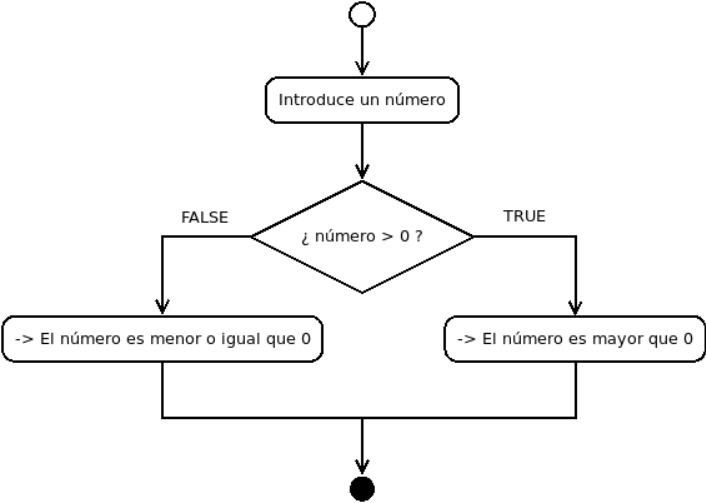 Introduce un número
FALSE
TRUE
¿ número > 0 ?
-> El número es menor o igual que 0
-> El número es mayor que 0